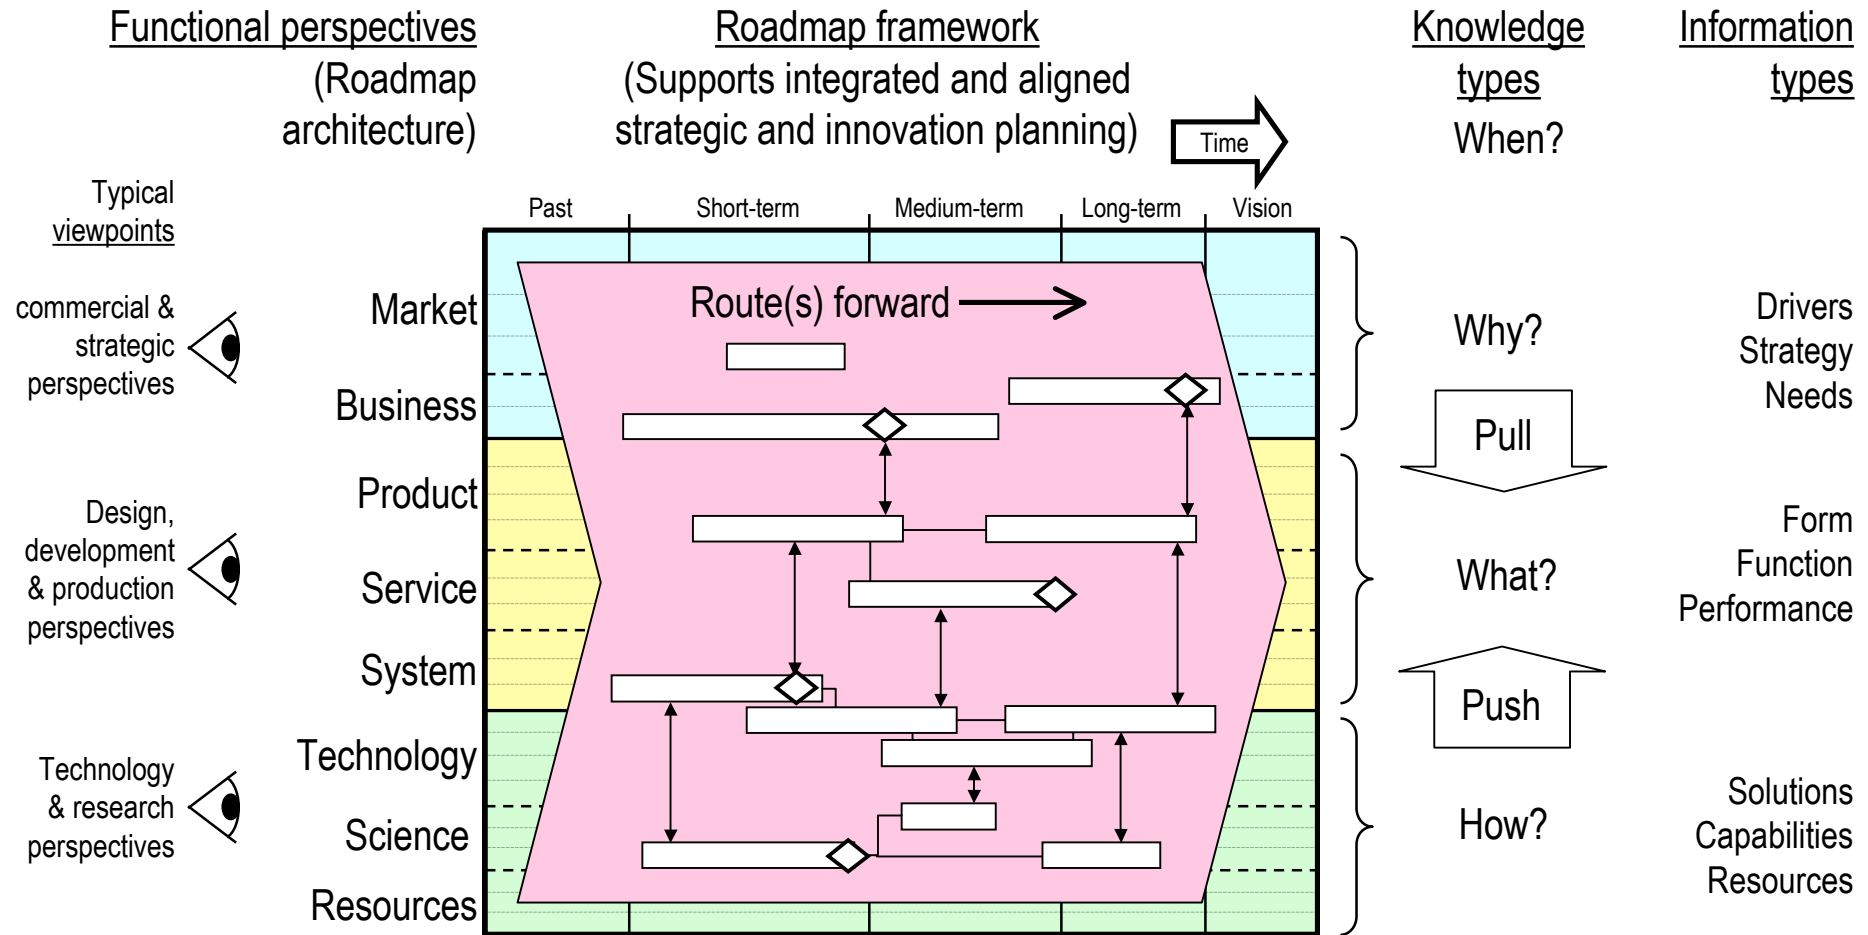 Functional perspectives
(Roadmap
architecture)
Roadmap framework
(Supports integrated and aligned
strategic and innovation planning)
Time
Knowledge
types
When?
Information
types
Typical
viewpoints
Past
Short-term
Medium-term
Long-term
Vision
commercial &
strategic
perspectives
Market
Business
Route(s) forward
Why?
Drivers
Strategy
Needs
Pull
Design,
development
& production
perspectives
Product
Service
System
What?
Form
Function
Performance
Push
Technology
& research
perspectives
Technology
Science
Resources
How?
Solutions
Capabilities
Resources